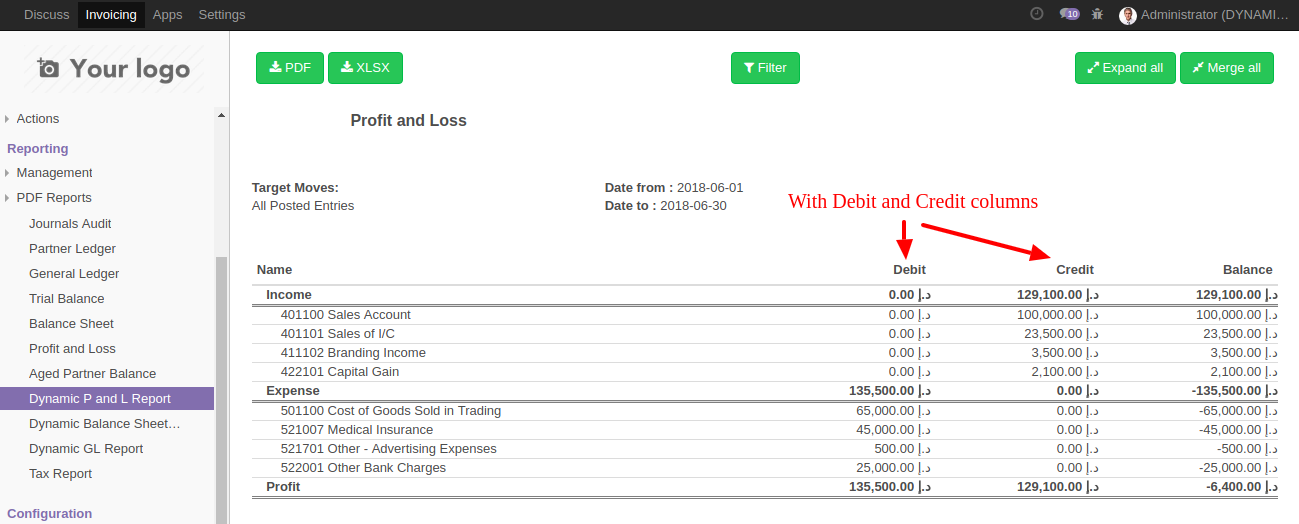 Discuss Invoicing Apps Settings 10 Administrator (DYNAMI...
Your logo
PDF XLSX Filter Expand all Merge all
Actions
Reporting
Management
PDF Reports
Journals Audit
Partner Ledger
General Ledger
Trial Balance
Balance Sheet
Profit and Loss
Aged Partner Balance
Dynamic P and L Report
Dynamic Balance Sheet...
Dynamic GL Report
Tax Report
Configuration
Profit and Loss
Target Moves: Date from : 2018-06-01
All Posted Entries Date to : 2018-06-30
With Debit and Credit columns
Name Debit Credit Balance
Income 0.00 د.إ 129,100.00 د.إ 129,100.00 د.إ
401100 Sales Account 0.00 د.إ 100,000.00 د.إ 100,000.00 د.إ
401101 Sales of I/C 0.00 د.إ 23,500.00 د.إ 23,500.00 د.إ
411102 Branding Income 0.00 د.إ 3,500.00 د.إ 3,500.00 د.إ
422101 Capital Gain 0.00 د.إ 2,100.00 د.إ 2,100.00 د.إ
Expense 135,500.00 د.إ 0.00 د.إ -135,500.00 د.إ
501100 Cost of Goods Sold in Trading 65,000.00 د.إ 0.00 د.إ -65,000.00 د.إ
521007 Medical Insurance 45,000.00 د.إ 0.00 د.إ -45,000.00 د.إ
521701 Other - Advertising Expenses 500.00 د.إ 0.00 د.إ -500.00 د.إ
522001 Other Bank Charges 25,000.00 د.إ 0.00 د.إ -25,000.00 د.إ
Profit 135,500.00 د.إ 129,100.00 د.إ -6,400.00 د.إ